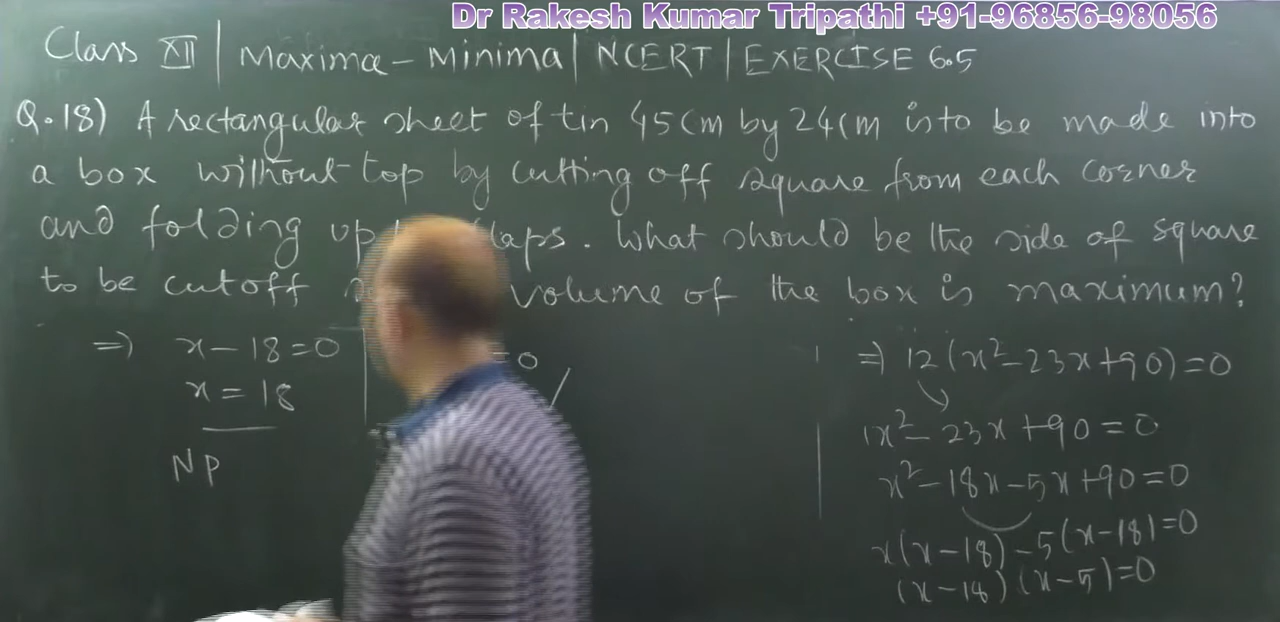 Dr Rakesh Kumar Tripathi +91-96856-98056
Class XII | Maxima - Minima | NCERT | EXERCISE 6.5
Q.18) A rectangular sheet of tin 45cm by 24cm is to be made into
a box without top by cutting off square from each corner
and folding up laps. What should be the side of square
to be cutoff volume of the box is maximum?
⇒ x-18=0
x=18
NP
=0
⇒ 12(x²-23x+90)=0
x²-23x+90=0
x²-18x-5x+90=0
x(x-18)-5(x-18)=0
(x-18)(x-5)=0